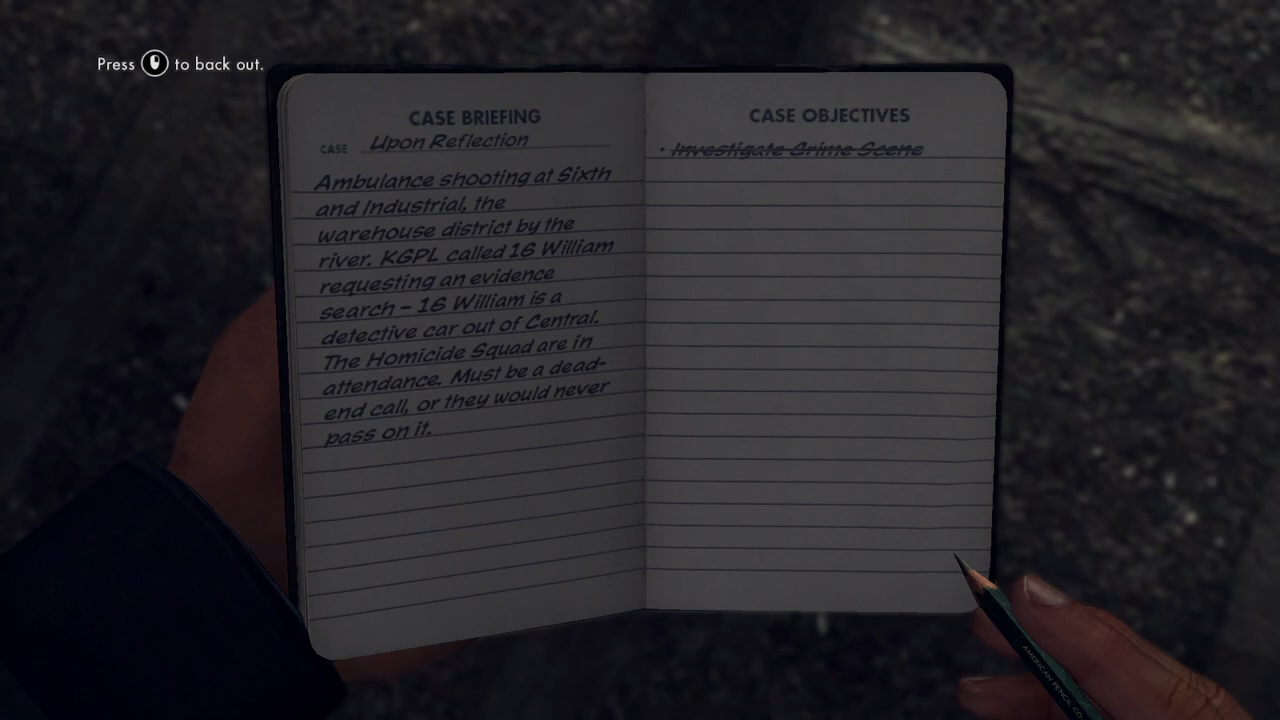 Press to back out.
CASE BRIEFING
CASE Upon Reflection
Ambulance shooting at Sixth
and Industrial, the
warehouse district by the
river. KGPL called 16 William
requesting an evidence
search – 16 William is a
detective car out of Central.
The Homicide Squad are in
attendance. Must be a dead-
end call, or they would never
pass on it.
CASE OBJECTIVES
• Investigate Crime Scene
AMERICAN PENCIL CO.